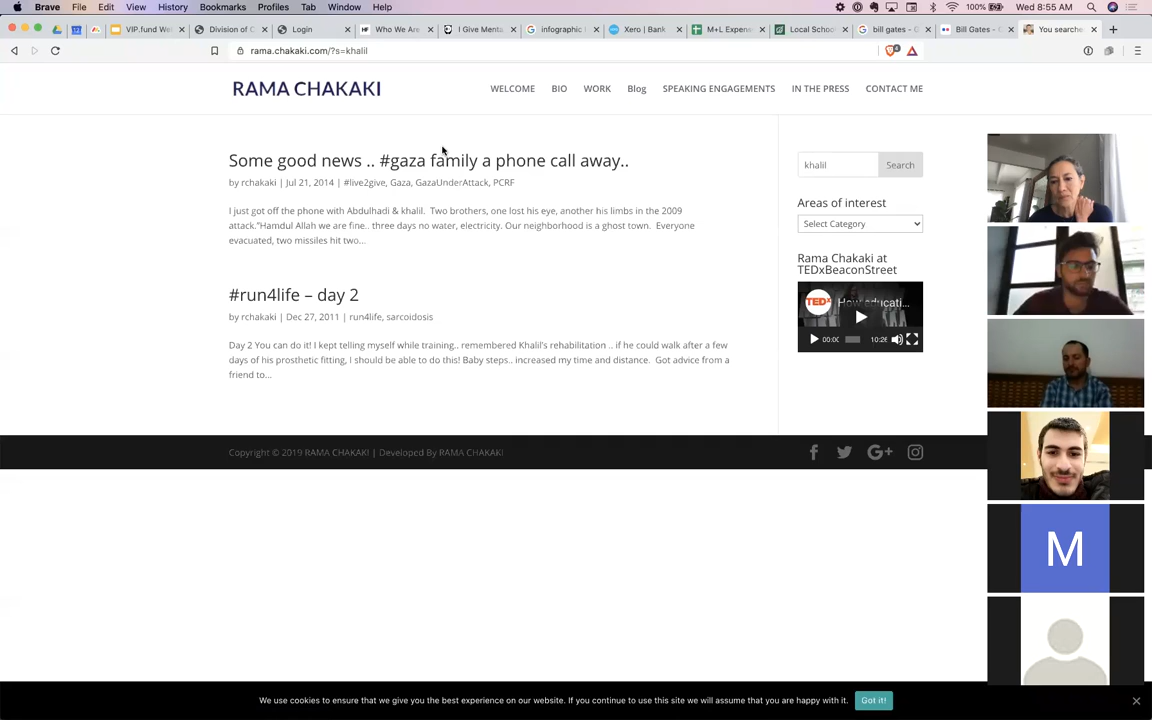 Brave File Edit View History Bookmarks Profiles Tab Window Help 100% Wed 8:55 AM
VIP.fund We Division of C Login Who We Are I Give Menta infographic Xero | Bank M+L Expens Local Schoo bill gates - G Bill Gates - C You searche
rama.chakaki.com/?s=khalil
RAMA CHAKAKI
WELCOME BIO WORK Blog SPEAKING ENGAGEMENTS IN THE PRESS CONTACT ME
Some good news .. #gaza family a phone call away..
by rchakaki | Jul 21, 2014 | #live2give, Gaza, GazaUnderAttack, PCRF
I just got off the phone with Abdulhadi & khalil. Two brothers, one lost his eye, another his limbs in the 2009
attack."Hamdul Allah we are fine.. three days no water, electricity. Our neighborhood is a ghost town. Everyone
evacuated, two missiles hit two...
#run4life – day 2
by rchakaki | Dec 27, 2011 | run4life, sarcoidosis
Day 2 You can do it! I kept telling myself while training.. remembered Khalil's rehabilitation .. if he could walk after a few
days of his prosthetic fitting, I should be able to do this! Baby steps.. increased my time and distance. Got advice from a
friend to...
khalil Search
Areas of interest
Select Category
Rama Chakaki at
TEDxBeaconStreet
TEDx How educati...
00:00 10:26
M
Copyright © 2019 RAMA CHAKAKI | Developed By RAMA CHAKAKI
We use cookies to ensure that we give you the best experience on our website. If you continue to use this site we will assume that you are happy with it. Got it!